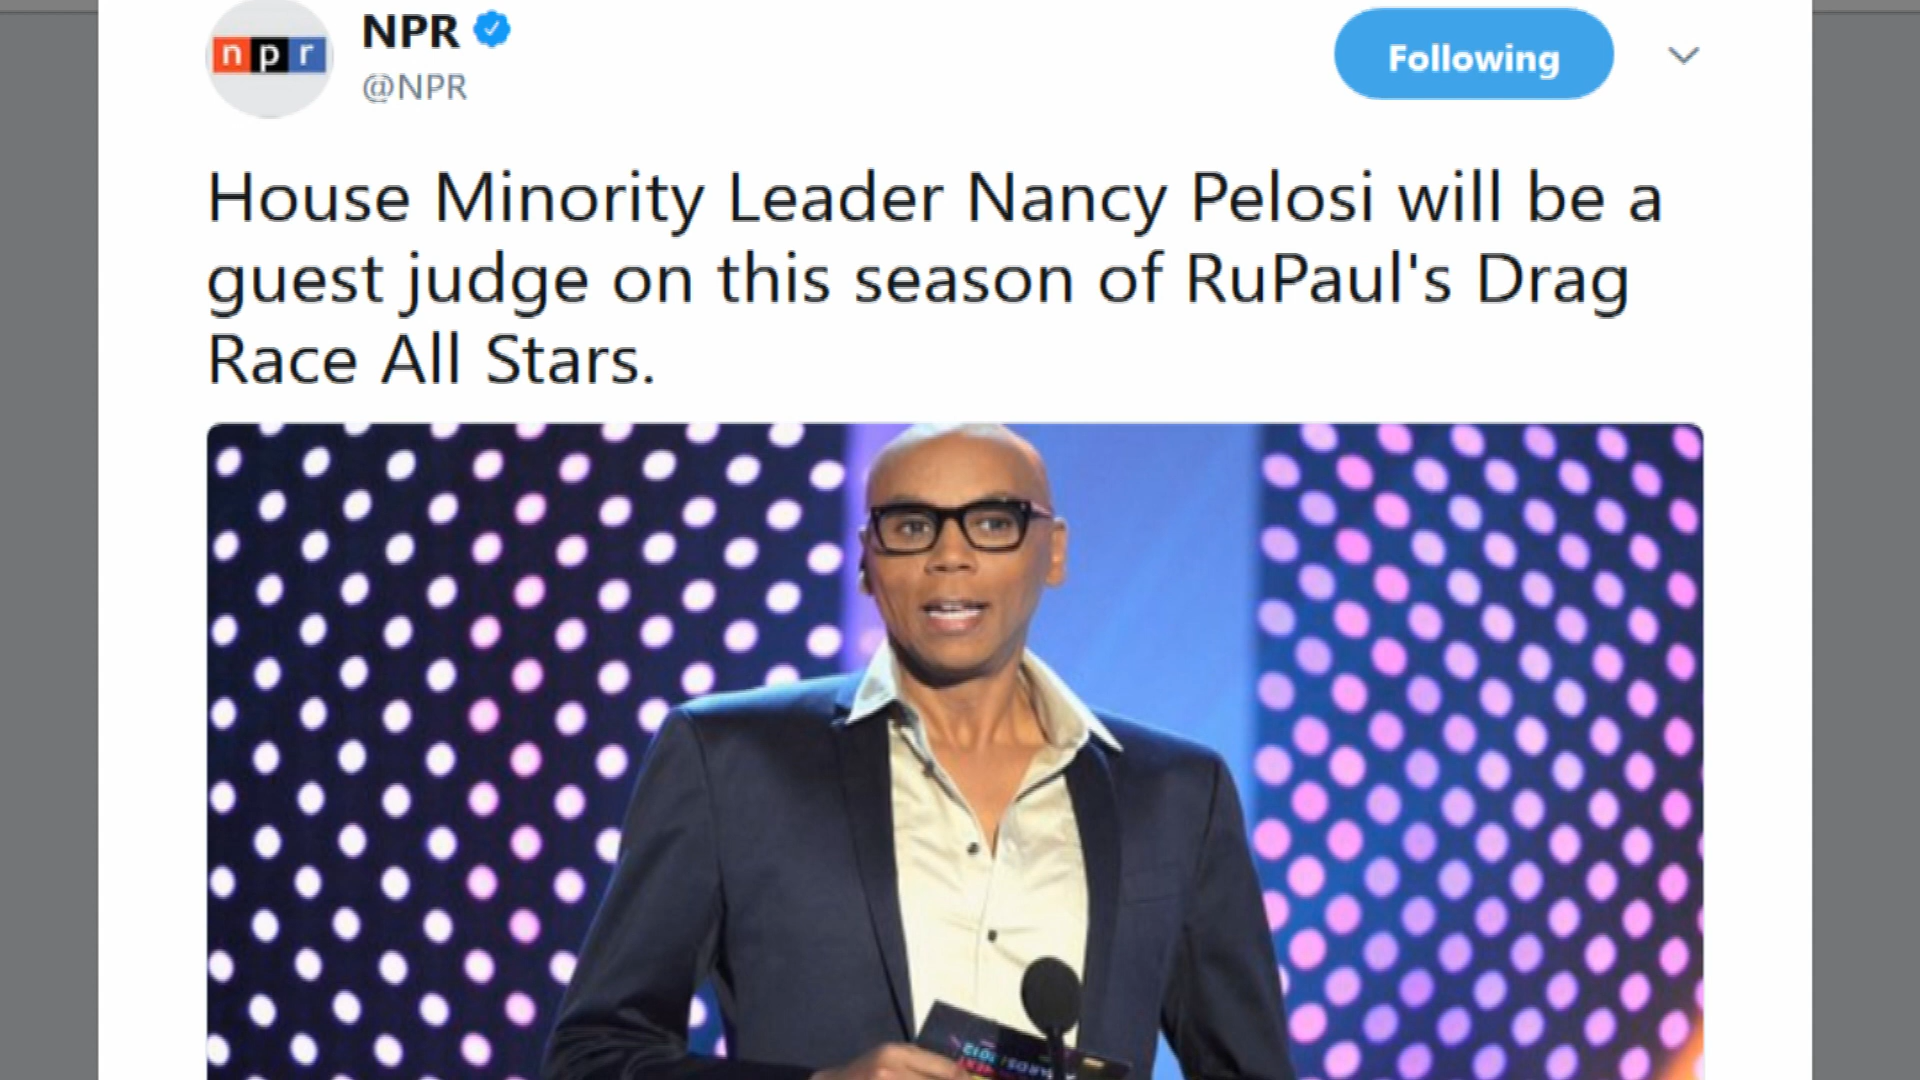 npr
NPR
@NPR
Following
House Minority Leader Nancy Pelosi will be a
guest judge on this season of RuPaul's Drag
Race All Stars.